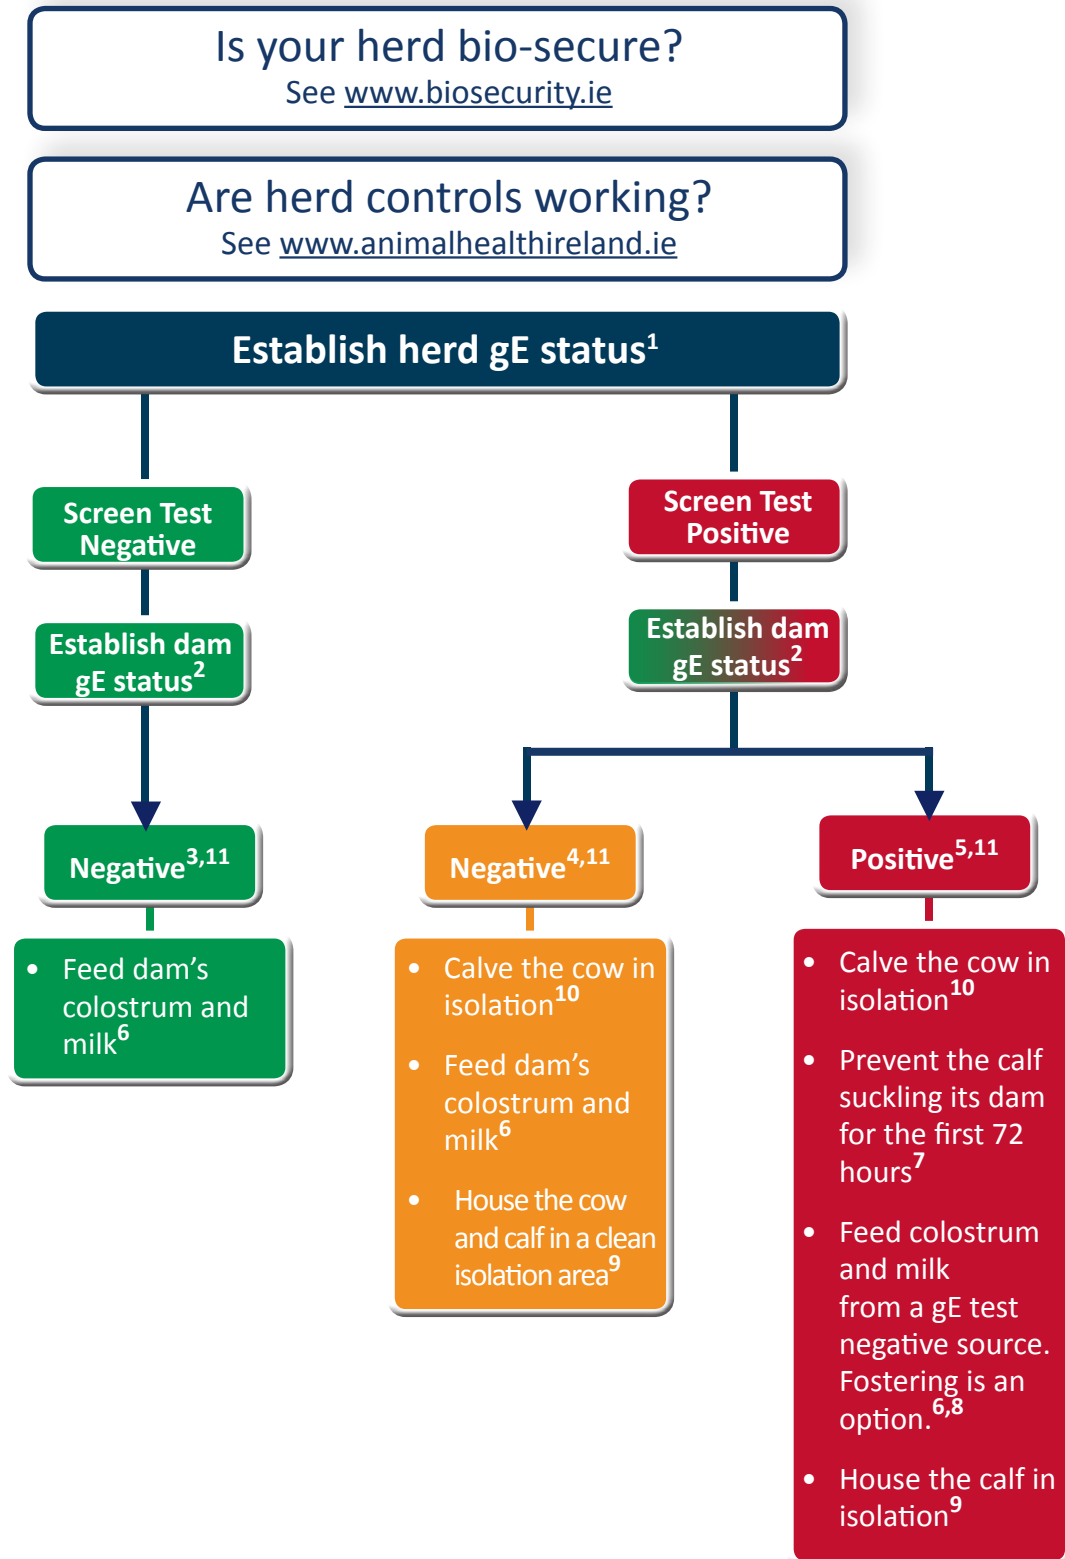 Is your herd bio-secure?
See www.biosecurity.ie
Are herd controls working?
See www.animalhealthireland.ie
Establish herd gE status1
Screen Test
Negative
Screen Test
Positive
Establish dam
gE status2
Establish dam
gE status2
Negative3,11
Negative4,11
Positive5,11
• Feed dam’s
colostrum and
milk6
• Calve the cow in
isolation10
• Feed dam’s
colostrum and
milk6
• House the cow
and calf in a clean
isolation area9
• Calve the cow in
isolation10
• Prevent the calf
suckling its dam
for the first 72
hours7
• Feed colostrum
and milk
from a gE test
negative source.
Fostering is an
option.6,8
• House the calf in
isolation9